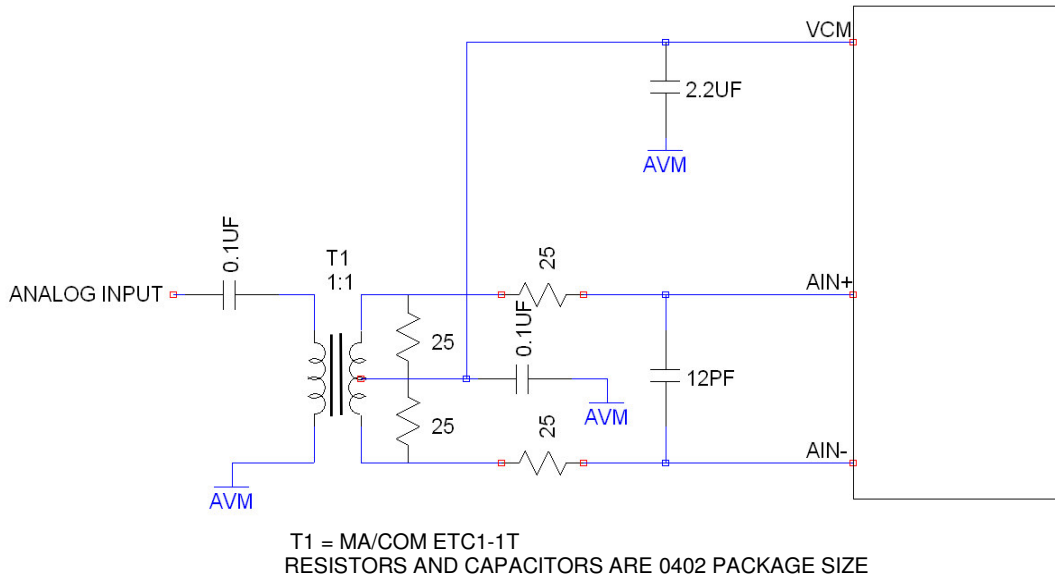 VCM
2.2UF
AVM
0.1UF
T1
1:1
25
ANALOG INPUT
AIN+
0.1UF
25
12PF
25
AVM
25
AIN-
AVM
T1 = MA/COM ETC1-1T
RESISTORS AND CAPACITORS ARE 0402 PACKAGE SIZE